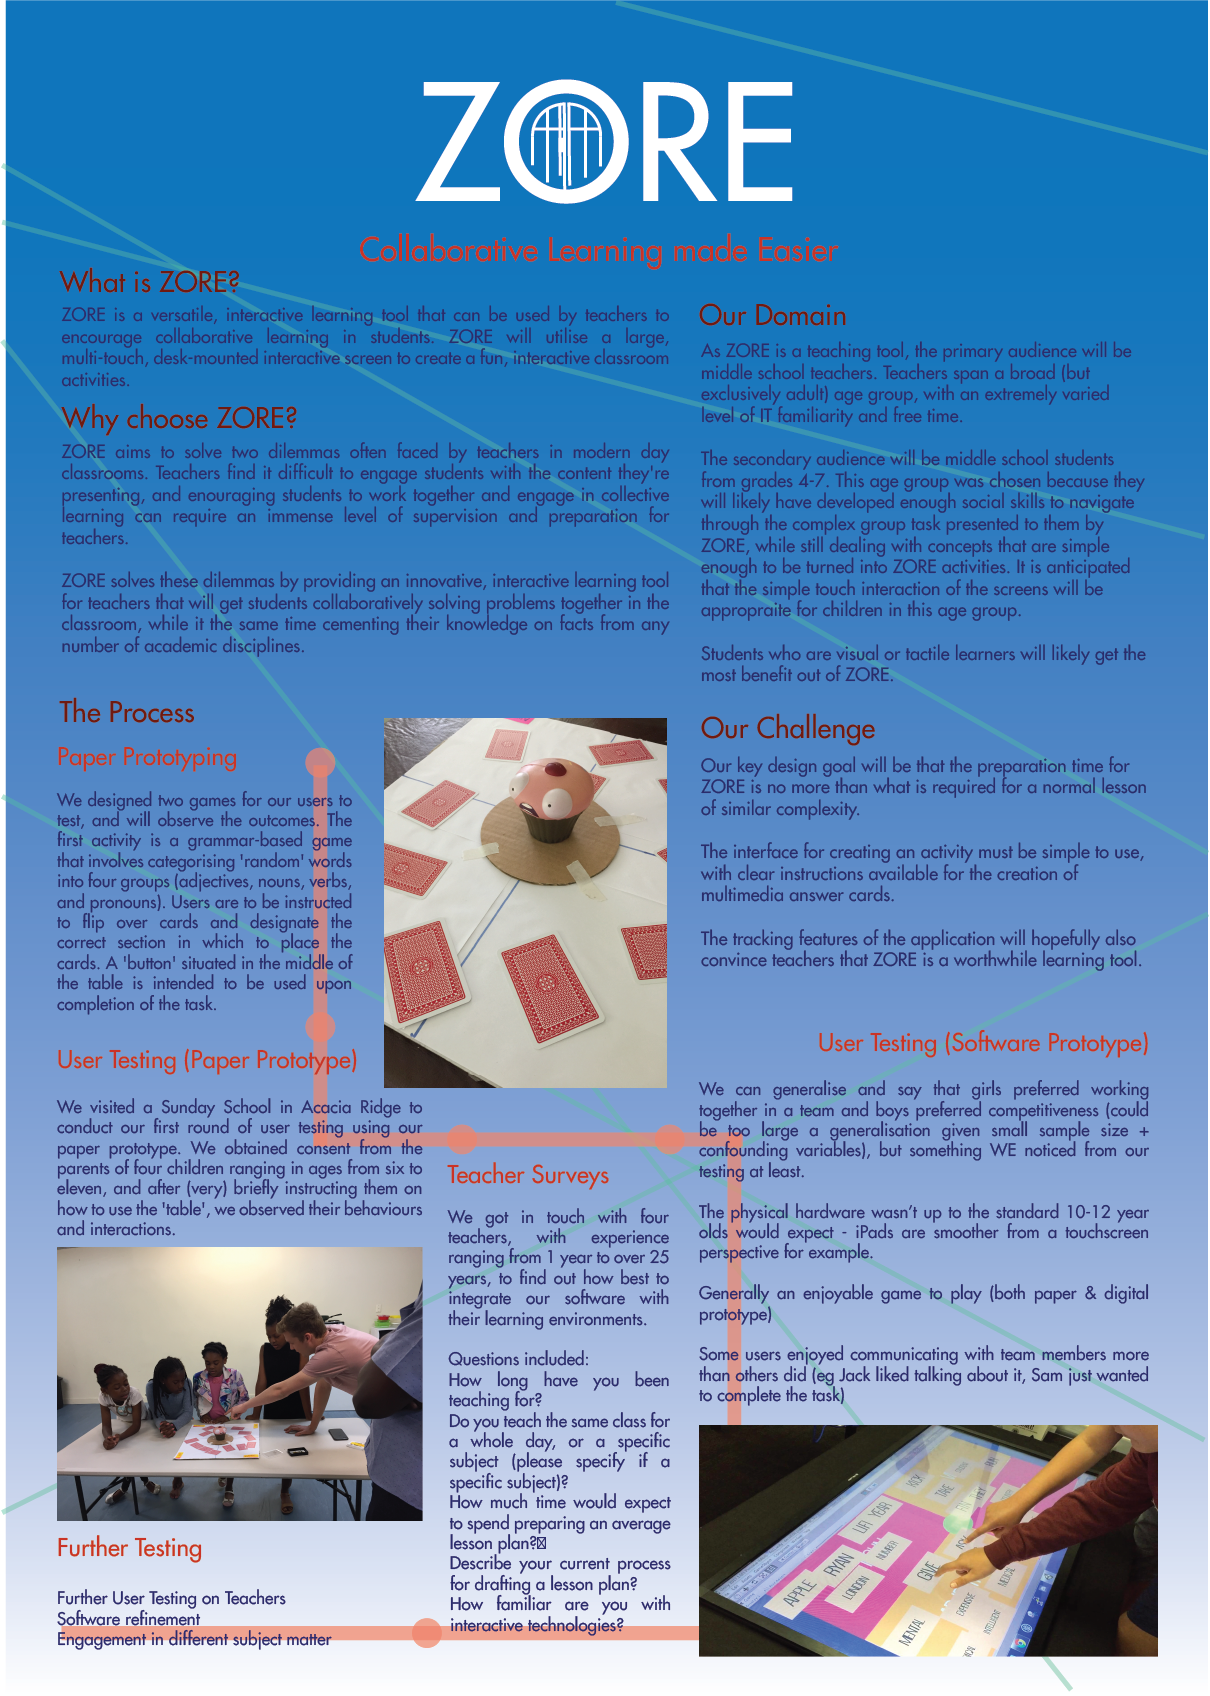 ZORE
Collaborative Learning made Easier
What is ZORE?
ZORE is a versatile, interactive learning tool that can be used by teachers to
encourage collaborative learning in students. ZORE will utilise a large,
multi-touch, desk-mounted interactive screen to create a fun, interactive classroom
activities.
Why choose ZORE?
ZORE aims to solve two dilemmas often faced by teachers in modern day
classrooms. Teachers find it difficult to engage students with the content they're
presenting, and enouraging students to work together and engage in collective
learning can require an immense level of supervision and preparation for
teachers.
ZORE solves these dilemmas by providing an innovative, interactive learning tool
for teachers that will get students collaboratively solving problems together in the
classroom, while it the same time cementing their knowledge on facts from any
number of academic disciplines.
Our Domain
As ZORE is a teaching tool, the primary audience will be
middle school teachers. Teachers span a broad (but
exclusively adult) age group, with an extremely varied
level of IT familiarity and free time.
The secondary audience will be middle school students
from grades 4-7. This age group was chosen because they
will likely have developed enough social skills to navigate
through the complex group task presented to them by
ZORE, while still dealing with concepts that are simple
enough to be turned into ZORE activities. It is anticipated
that the simple touch interaction of the screens will be
appropraite for children in this age group.
Students who are visual or tactile learners will likely get the
most benefit out of ZORE.
The Process
Paper Prototyping
We designed two games for our users to
test, and will observe the outcomes. The
first activity is a grammar-based game
that involves categorising 'random' words
into four groups (adjectives, nouns, verbs,
and pronouns). Users are to be instructed
to flip over cards and designate the
correct section in which to place the
cards. A 'button' situated in the middle of
the table is intended to be used upon
completion of the task.
User Testing (Paper Prototype)
We visited a Sunday School in Acacia Ridge to
conduct our first round of user testing using our
paper prototype. We obtained consent from the
parents of four children ranging in ages from six to
eleven, and after (very) briefly instructing them on
how to use the 'table', we observed their behaviours
and interactions.
Further Testing
Further User Testing on Teachers
Software refinement
Engagement in different subject matter
Teacher Surveys
We got in touch with four
teachers, with experience
ranging from 1 year to over 25
years, to find out how best to
integrate our software with
their learning environments.
Questions included:
How long have you been
teaching for?
Do you teach the same class for
a whole day, or a specific
subject (please specify if a
specific subject)?
How much time would expect
to spend preparing an average
lesson plan?
Describe your current process
for drafting a lesson plan?
How familiar are you with
interactive technologies?
Our Challenge
Our key design goal will be that the preparation time for
ZORE is no more than what is required for a normal lesson
of similar complexity.
The interface for creating an activity must be simple to use,
with clear instructions available for the creation of
multimedia answer cards.
The tracking features of the application will hopefully also
convince teachers that ZORE is a worthwhile learning tool.
User Testing (Software Prototype)
We can generalise and say that girls preferred working
together in a team and boys preferred competitiveness (could
be too large a generalisation given small sample size +
confounding variables), but something WE noticed from our
testing at least.
The physical hardware wasn't up to the standard 10-12 year
olds would expect - iPads are smoother from a touchscreen
perspective for example.
Generally an enjoyable game to play (both paper & digital
prototype)
Some users enjoyed communicating with team members more
than others did (eg Jack liked talking about it, Sam just wanted
to complete the task)
TAKE
YEAR
LIFT
NUMBER
RYAN
APPLE
LONDON
GIVE
MENTAL
EXPENSIVE
INTELLIGENT